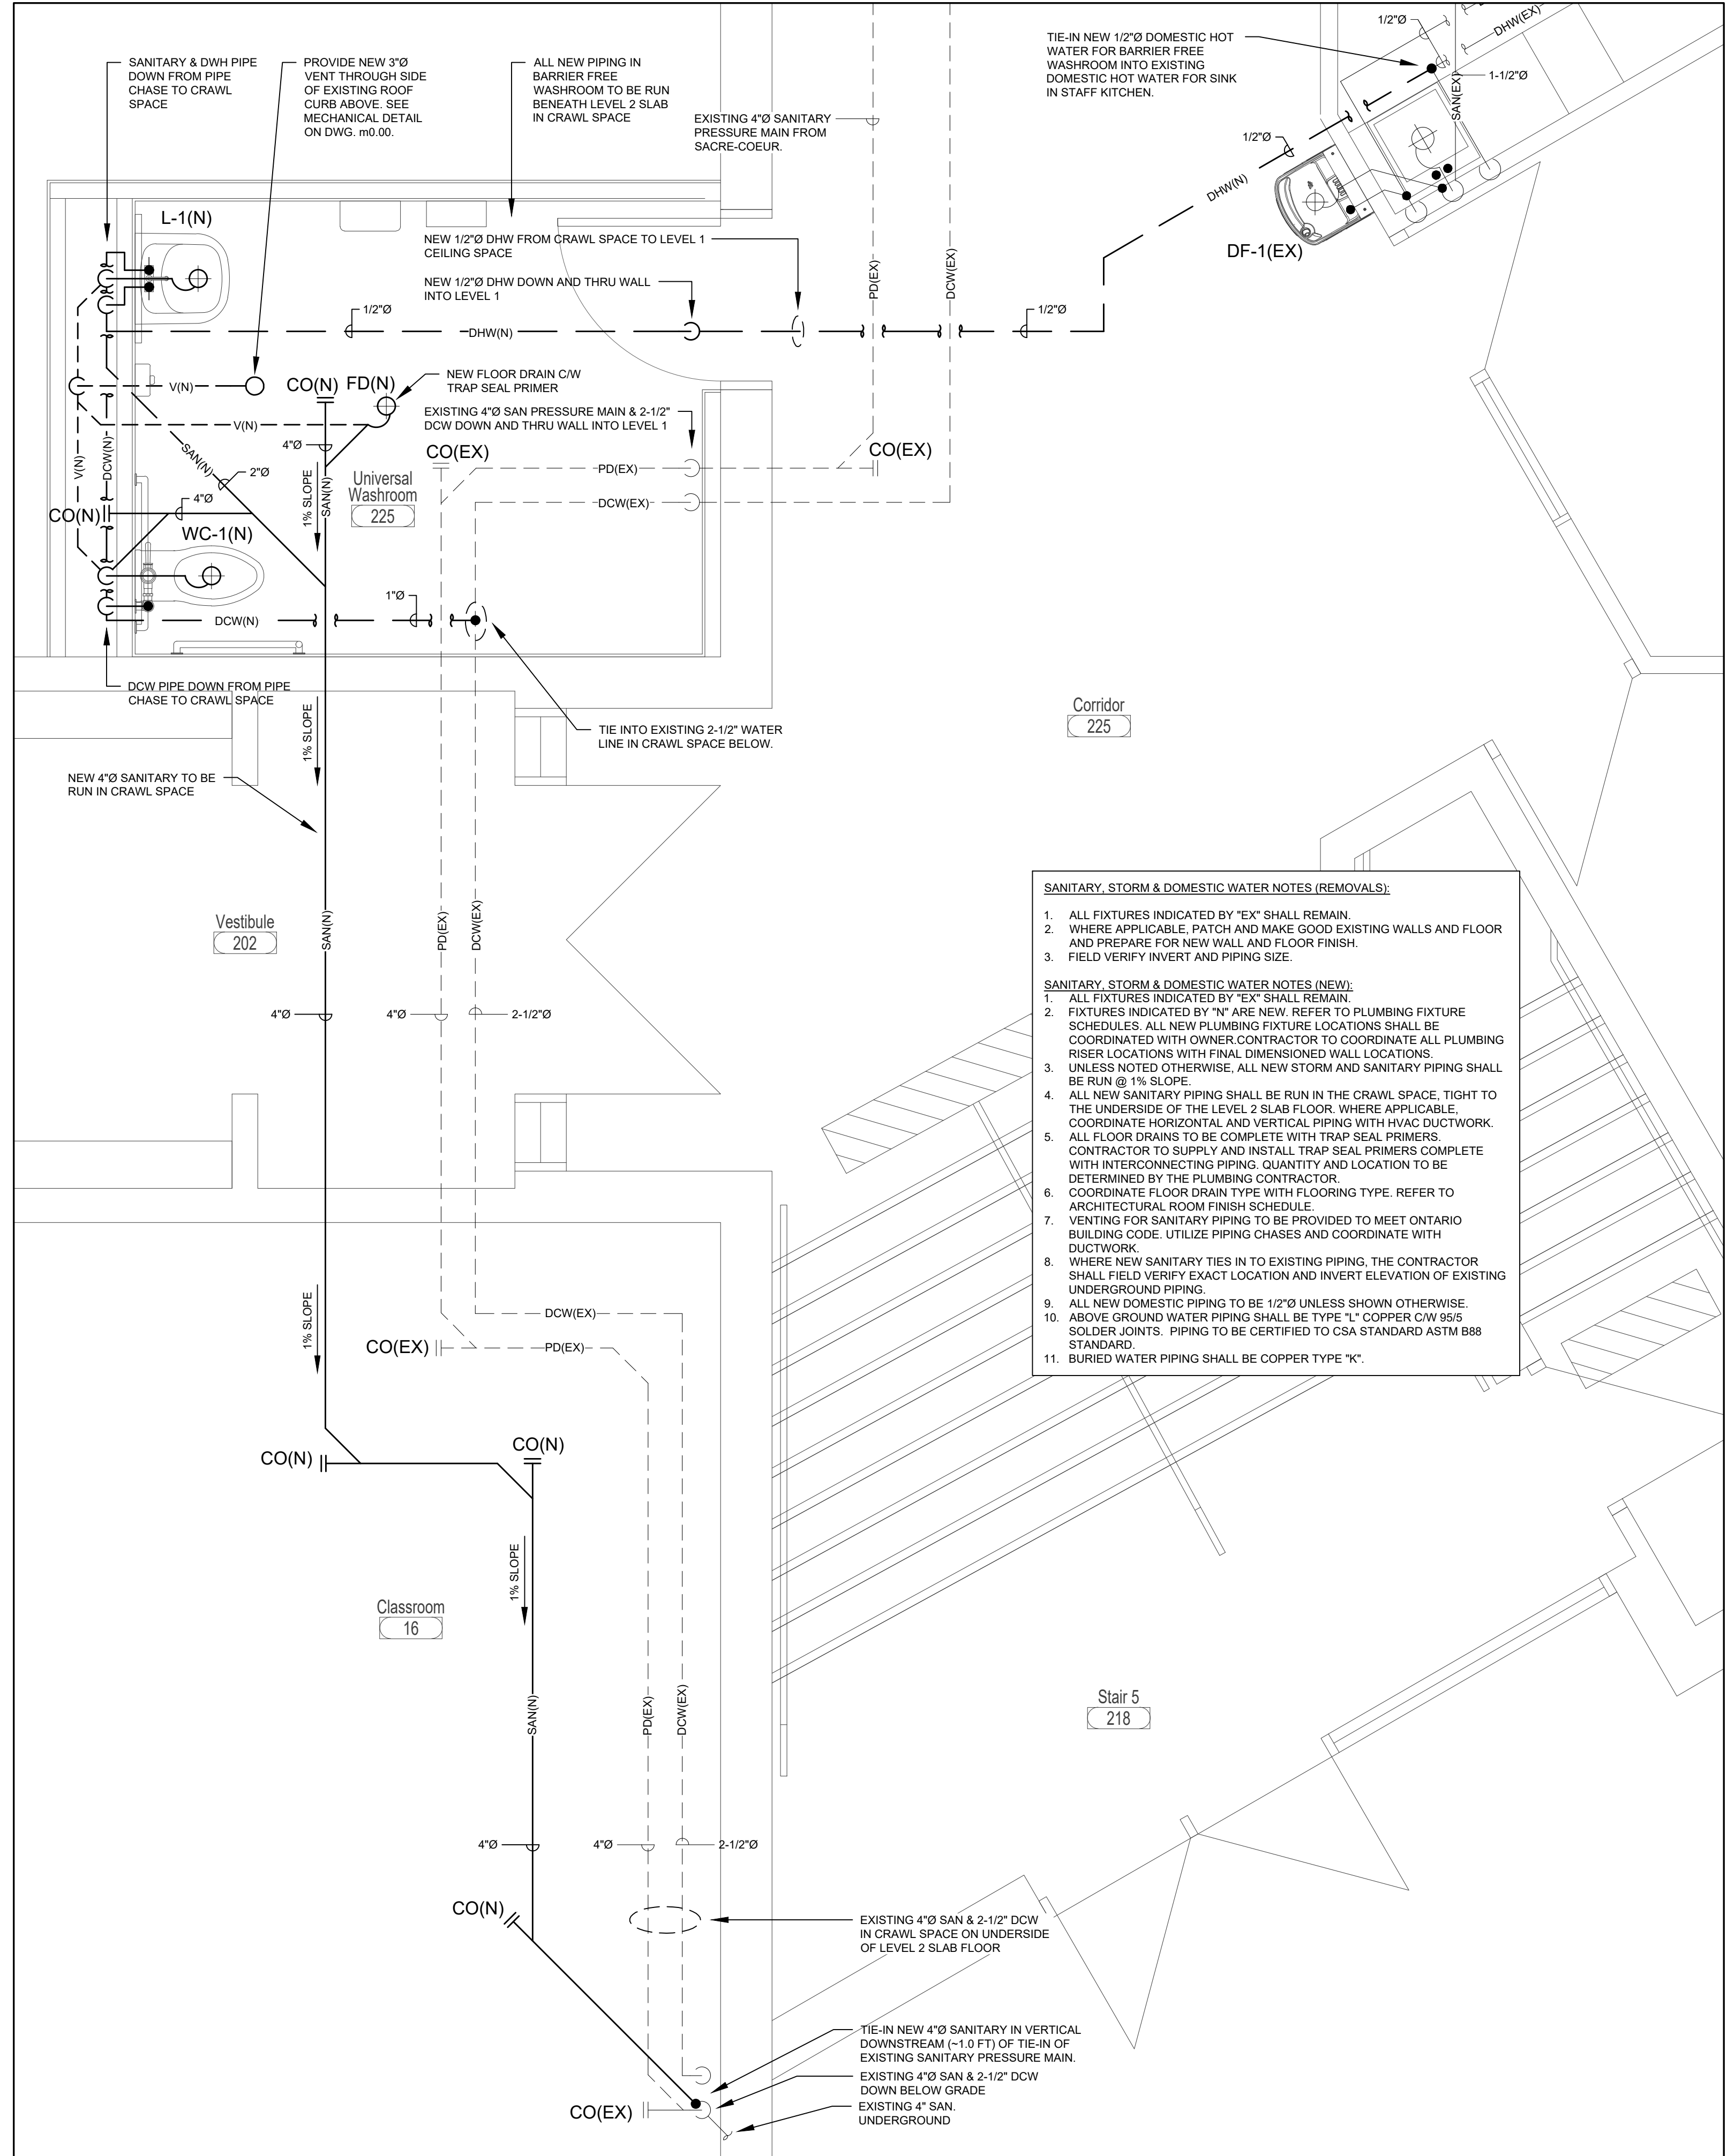 SANITARY & DWH PIPE
DOWN FROM PIPE
CHASE TO CRAWL
SPACE
PROVIDE NEW 3"Ø
VENT THROUGH SIDE
OF EXISTING ROOF
CURB ABOVE. SEE
MECHANICAL DETAIL
ON DWG. m0.00.
ALL NEW PIPING IN
BARRIER FREE
WASHROOM TO BE RUN
BENEATH LEVEL 2 SLAB
IN CRAWL SPACE
EXISTING 4"Ø SANITARY
PRESSURE MAIN FROM
SACRE-COEUR.
TIE-IN NEW 1/2"Ø DOMESTIC HOT
WATER FOR BARRIER FREE
WASHROOM INTO EXISTING
DOMESTIC HOT WATER FOR SINK
IN STAFF KITCHEN.
1/2"Ø
DHW(EX)
1-1/2"Ø
SAN(EX)
1/2"Ø
DHW(N)
DF-1(EX)
L-1(N)
NEW 1/2"Ø DHW FROM CRAWL SPACE TO LEVEL 1
CEILING SPACE
NEW 1/2"Ø DHW DOWN AND THRU WALL
INTO LEVEL 1
PD(EX)
DCW(EX)
1/2"Ø
DHW(N)
1/2"Ø
V(N)
CO(N)
FD(N)
NEW FLOOR DRAIN C/W
TRAP SEAL PRIMER
EXISTING 4"Ø SAN PRESSURE MAIN & 2-1/2"
DCW DOWN AND THRU WALL INTO LEVEL 1
V(N)
4"Ø
CO(EX)
CO(EX)
PD(EX)
DCW(EX)
V(N)
DCW(N)
SAN(N)
2"Ø
4"Ø
1% SLOPE
SAN(N)
Universal
Washroom
225
CO(N)
WC-1(N)
1"Ø
DCW(N)
DCW PIPE DOWN FROM PIPE
CHASE TO CRAWL SPACE
1% SLOPE
TIE INTO EXISTING 2-1/2" WATER
LINE IN CRAWL SPACE BELOW.
Corridor
225
NEW 4"Ø SANITARY TO BE
RUN IN CRAWL SPACE
Vestibule
202
SAN(N)
PD(EX)
DCW(EX)
4"Ø
4"Ø
2-1/2"Ø
SANITARY, STORM & DOMESTIC WATER NOTES (REMOVALS):
1. ALL FIXTURES INDICATED BY "EX" SHALL REMAIN.
2. WHERE APPLICABLE, PATCH AND MAKE GOOD EXISTING WALLS AND FLOOR
AND PREPARE FOR NEW WALL AND FLOOR FINISH.
3. FIELD VERIFY INVERT AND PIPING SIZE.
SANITARY, STORM & DOMESTIC WATER NOTES (NEW):
1. ALL FIXTURES INDICATED BY "EX" SHALL REMAIN.
2. FIXTURES INDICATED BY "N" ARE NEW. REFER TO PLUMBING FIXTURE
SCHEDULES. ALL NEW PLUMBING FIXTURE LOCATIONS SHALL BE
COORDINATED WITH OWNER.CONTRACTOR TO COORDINATE ALL PLUMBING
RISER LOCATIONS WITH FINAL DIMENSIONED WALL LOCATIONS.
3. UNLESS NOTED OTHERWISE, ALL NEW STORM AND SANITARY PIPING SHALL
BE RUN @ 1% SLOPE.
4. ALL NEW SANITARY PIPING SHALL BE RUN IN THE CRAWL SPACE, TIGHT TO
THE UNDERSIDE OF THE LEVEL 2 SLAB FLOOR. WHERE APPLICABLE,
COORDINATE HORIZONTAL AND VERTICAL PIPING WITH HVAC DUCTWORK.
5. ALL FLOOR DRAINS TO BE COMPLETE WITH TRAP SEAL PRIMERS.
CONTRACTOR TO SUPPLY AND INSTALL TRAP SEAL PRIMERS COMPLETE
WITH INTERCONNECTING PIPING. QUANTITY AND LOCATION TO BE
DETERMINED BY THE PLUMBING CONTRACTOR.
6. COORDINATE FLOOR DRAIN TYPE WITH FLOORING TYPE. REFER TO
ARCHITECTURAL ROOM FINISH SCHEDULE.
7. VENTING FOR SANITARY PIPING TO BE PROVIDED TO MEET ONTARIO
BUILDING CODE. UTILIZE PIPING CHASES AND COORDINATE WITH
DUCTWORK.
8. WHERE NEW SANITARY TIES IN TO EXISTING PIPING, THE CONTRACTOR
SHALL FIELD VERIFY EXACT LOCATION AND INVERT ELEVATION OF EXISTING
UNDERGROUND PIPING.
9. ALL NEW DOMESTIC PIPING TO BE 1/2"Ø UNLESS SHOWN OTHERWISE.
10. ABOVE GROUND WATER PIPING SHALL BE TYPE "L" COPPER C/W 95/5
SOLDER JOINTS. PIPING TO BE CERTIFIED TO CSA STANDARD ASTM B88
STANDARD.
11. BURIED WATER PIPING SHALL BE COPPER TYPE "K".
1% SLOPE
DCW(EX)
CO(EX)
PD(EX)
CO(N)
CO(N)
1% SLOPE
Classroom
16
SAN(N)
PD(EX)
DCW(EX)
Stair 5
218
4"Ø
4"Ø
2-1/2"Ø
CO(N)
EXISTING 4"Ø SAN & 2-1/2" DCW
IN CRAWL SPACE ON UNDERSIDE
OF LEVEL 2 SLAB FLOOR
TIE-IN NEW 4"Ø SANITARY IN VERTICAL
DOWNSTREAM (~1.0 FT) OF TIE-IN OF
EXISTING SANITARY PRESSURE MAIN.
EXISTING 4"Ø SAN & 2-1/2" DCW
DOWN BELOW GRADE
CO(EX)
EXISTING 4" SAN.
UNDERGROUND